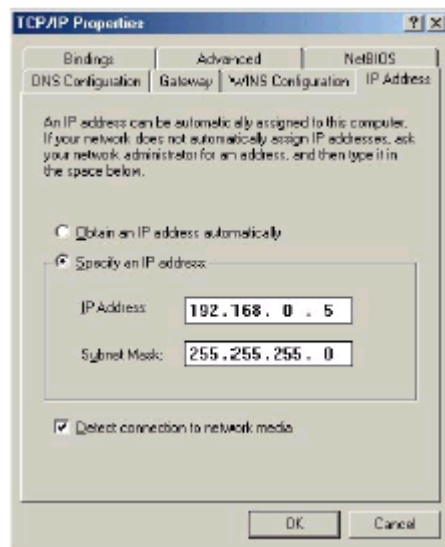 TCP/IP Properties
Bindings Advanced NetBIOS
DNS Configuration Gateway WINS Configuration IP Address
An IP address can be automatically assigned to this computer.
If your network does not automatically assign IP addresses, ask
your network administrator for an address, and then type it in
the space below.
Obtain an IP address automatically
Specify an IP address:
IP Address: 192.168. 0 . 5
Subnet Mask: 255.255.255. 0
Detect connection to network media
OK Cancel